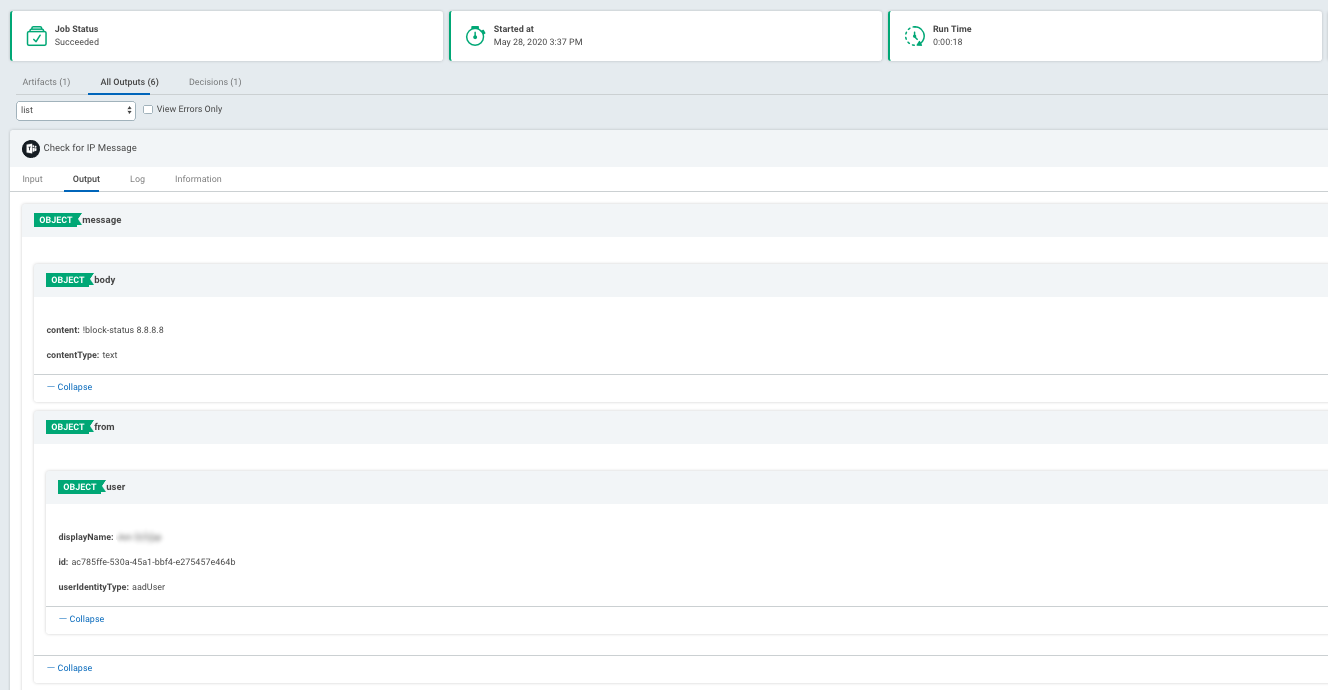 Job Status
Succeeded
Started at
May 28, 2020 3:37 PM
Run Time
0:00:18
Artifacts (1) All Outputs (6) Decisions (1)
list View Errors Only
Check for IP Message
Input Output Log Information
OBJECT message
OBJECT body
content: !block-status 8.8.8.8
contentType: text
— Collapse
OBJECT from
OBJECT user
displayName:
id: ac785ffe-530a-45a1-bbf4-e275457e464b
userIdentityType: aadUser
— Collapse
— Collapse